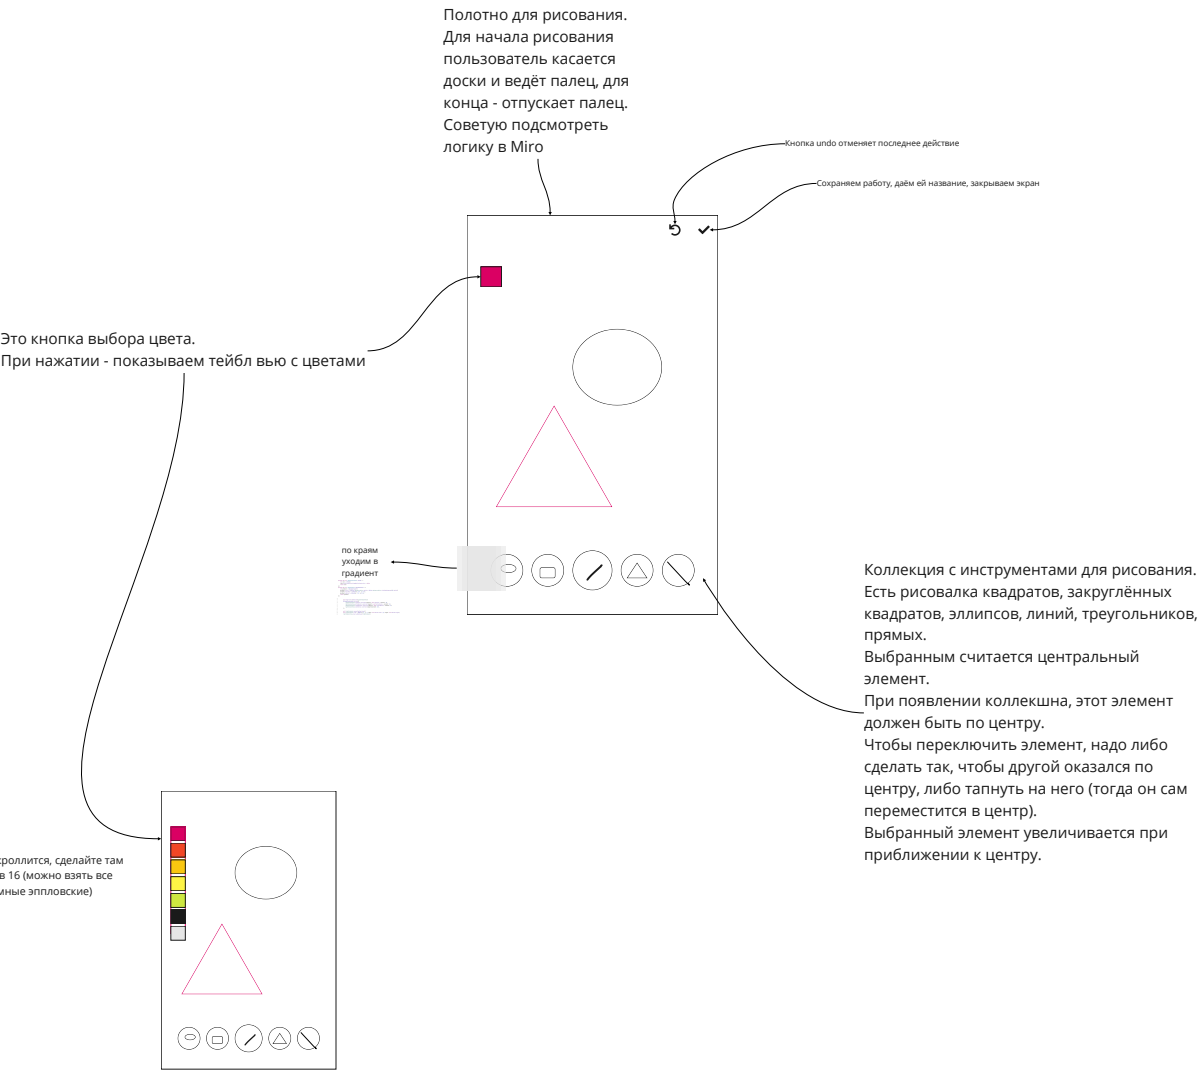 Полотно для рисования.
Для начала рисования
пользователь касается
доски и ведёт палец, для
конца - отпускает палец.
Советую подсмотреть
логику в Miro
Кнопка undo отменяет последнее действие
Сохраняем работу, даём ей название, закрываем экран
Это кнопка выбора цвета.
При нажатии - показываем тейбл вью с цветами
по краям
уходим в
градиент
Коллекция с инструментами для рисования.
Есть рисовалка квадратов, закруглённых
квадратов, эллипсов, линий, треугольников,
прямых.
Выбранным считается центральный
элемент.
При появлении коллекшна, этот элемент
должен быть по центру.
Чтобы переключить элемент, надо либо
сделать так, чтобы другой оказался по
центру, либо тапнуть на него (тогда он сам
переместится в центр).
Выбранный элемент увеличивается при
приближении к центру.
кроллится, сделайте там
в 16 (можно взять все
мные эппловские)